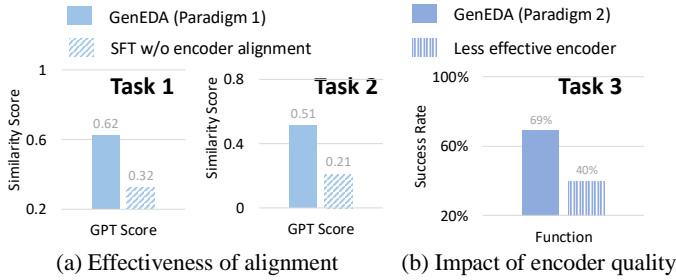 GenEDA (Paradigm 1)
SFT w/o encoder alignment
GenEDA (Paradigm 2)
Less effective encoder
Task 1
Similarity Score
1
0.6
0.2
0.62
0.32
GPT Score
Task 2
Similarity Score
0.8
0.4
0
0.51
0.21
GPT Score
Task 3
Success Rate
100%
60%
20%
69%
40%
Function
(a) Effectiveness of alignment
(b) Impact of encoder quality